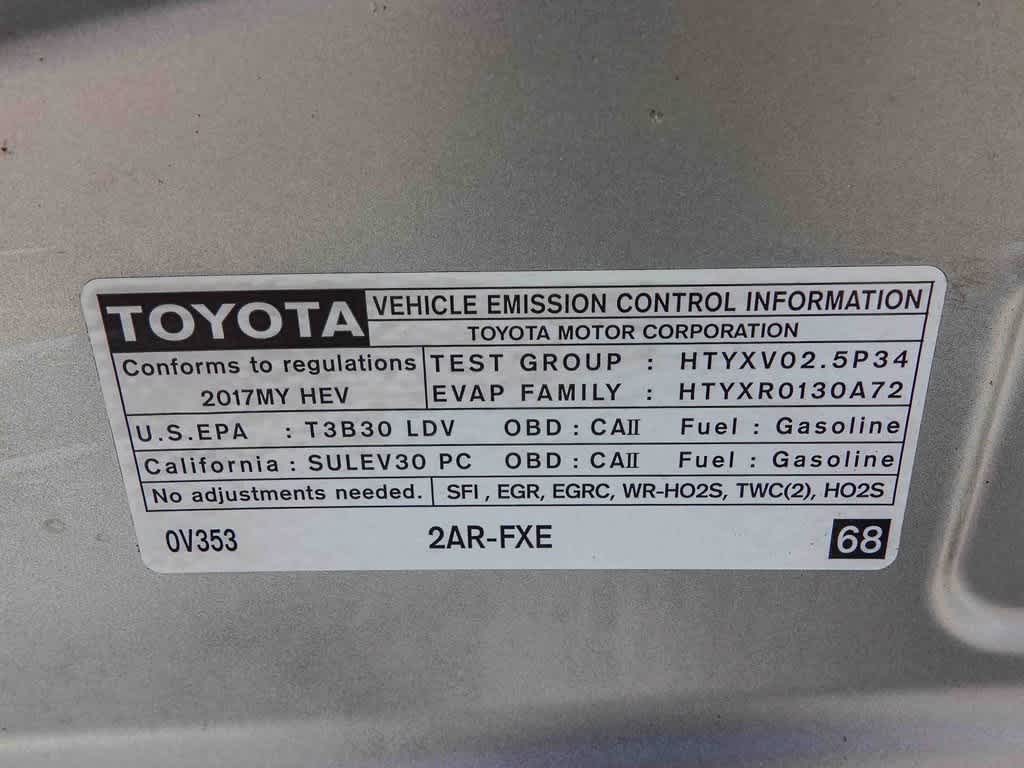 TOYOTA VEHICLE EMISSION CONTROL INFORMATION
TOYOTA MOTOR CORPORATION
Conforms to regulations
2017MY HEV
TEST GROUP : HTYXV02.5P34
EVAP FAMILY : HTYXR0130A72
U.S.EPA : T3B30 LDV OBD : CAII Fuel : Gasoline
California : SULEV30 PC OBD : CAII Fuel : Gasoline
No adjustments needed. SFI , EGR, EGRC, WR-HO2S, TWC(2), HO2S
0V353 2AR-FXE 68